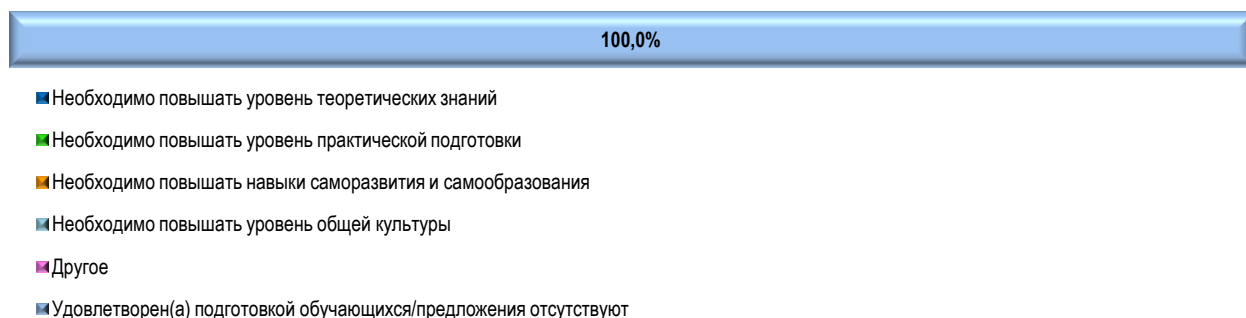 100,0%
Необходимо повышать уровень теоретических знаний
Необходимо повышать уровень практической подготовки
Необходимо повышать навыки саморазвития и самообразования
Необходимо повышать уровень общей культуры
Другое
Удовлетворен(а) подготовкой обучающихся/предложения отсутствуют